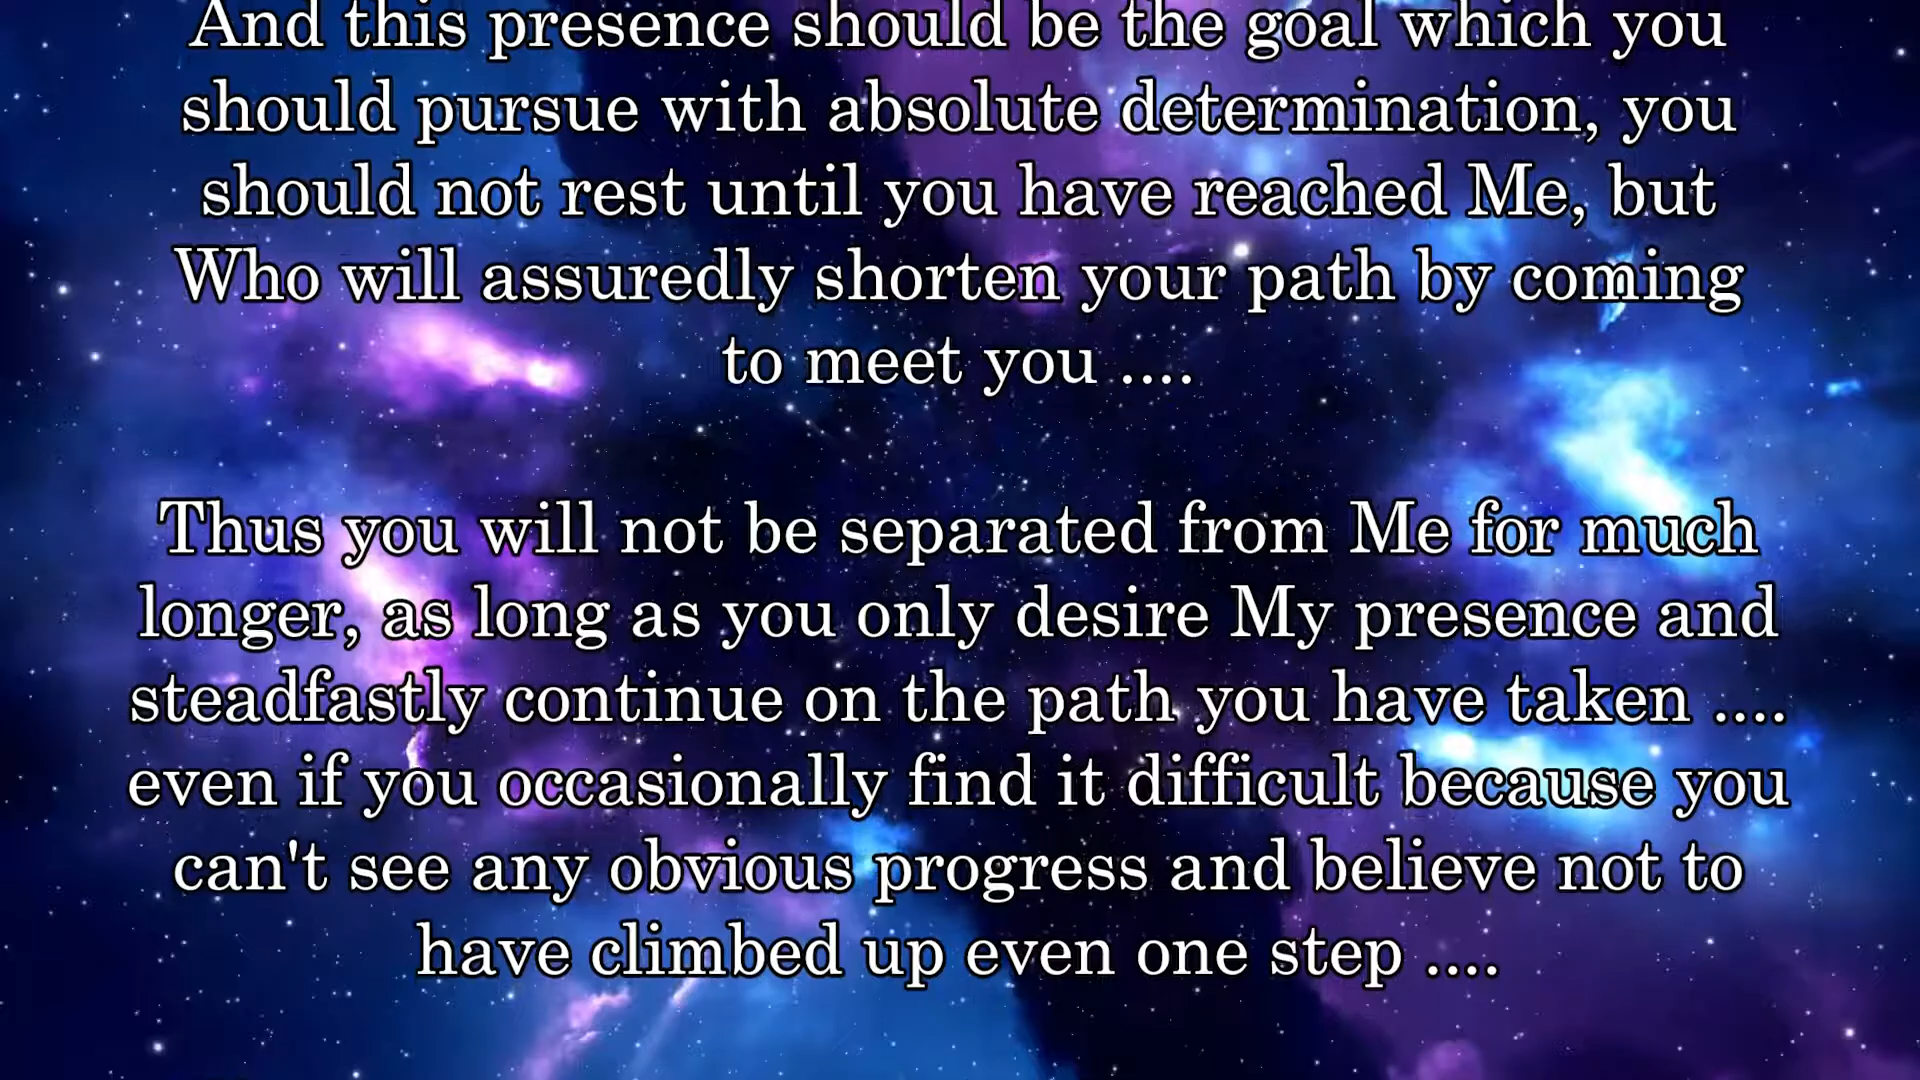 And this presence should be the goal which you
should pursue with absolute determination, you
should not rest until you have reached Me, but
Who will assuredly shorten your path by coming
to meet you ....
Thus you will not be separated from Me for much
longer, as long as you only desire My presence and
steadfastly continue on the path you have taken ....
even if you occasionally find it difficult because you
can't see any obvious progress and believe not to
have climbed up even one step ....